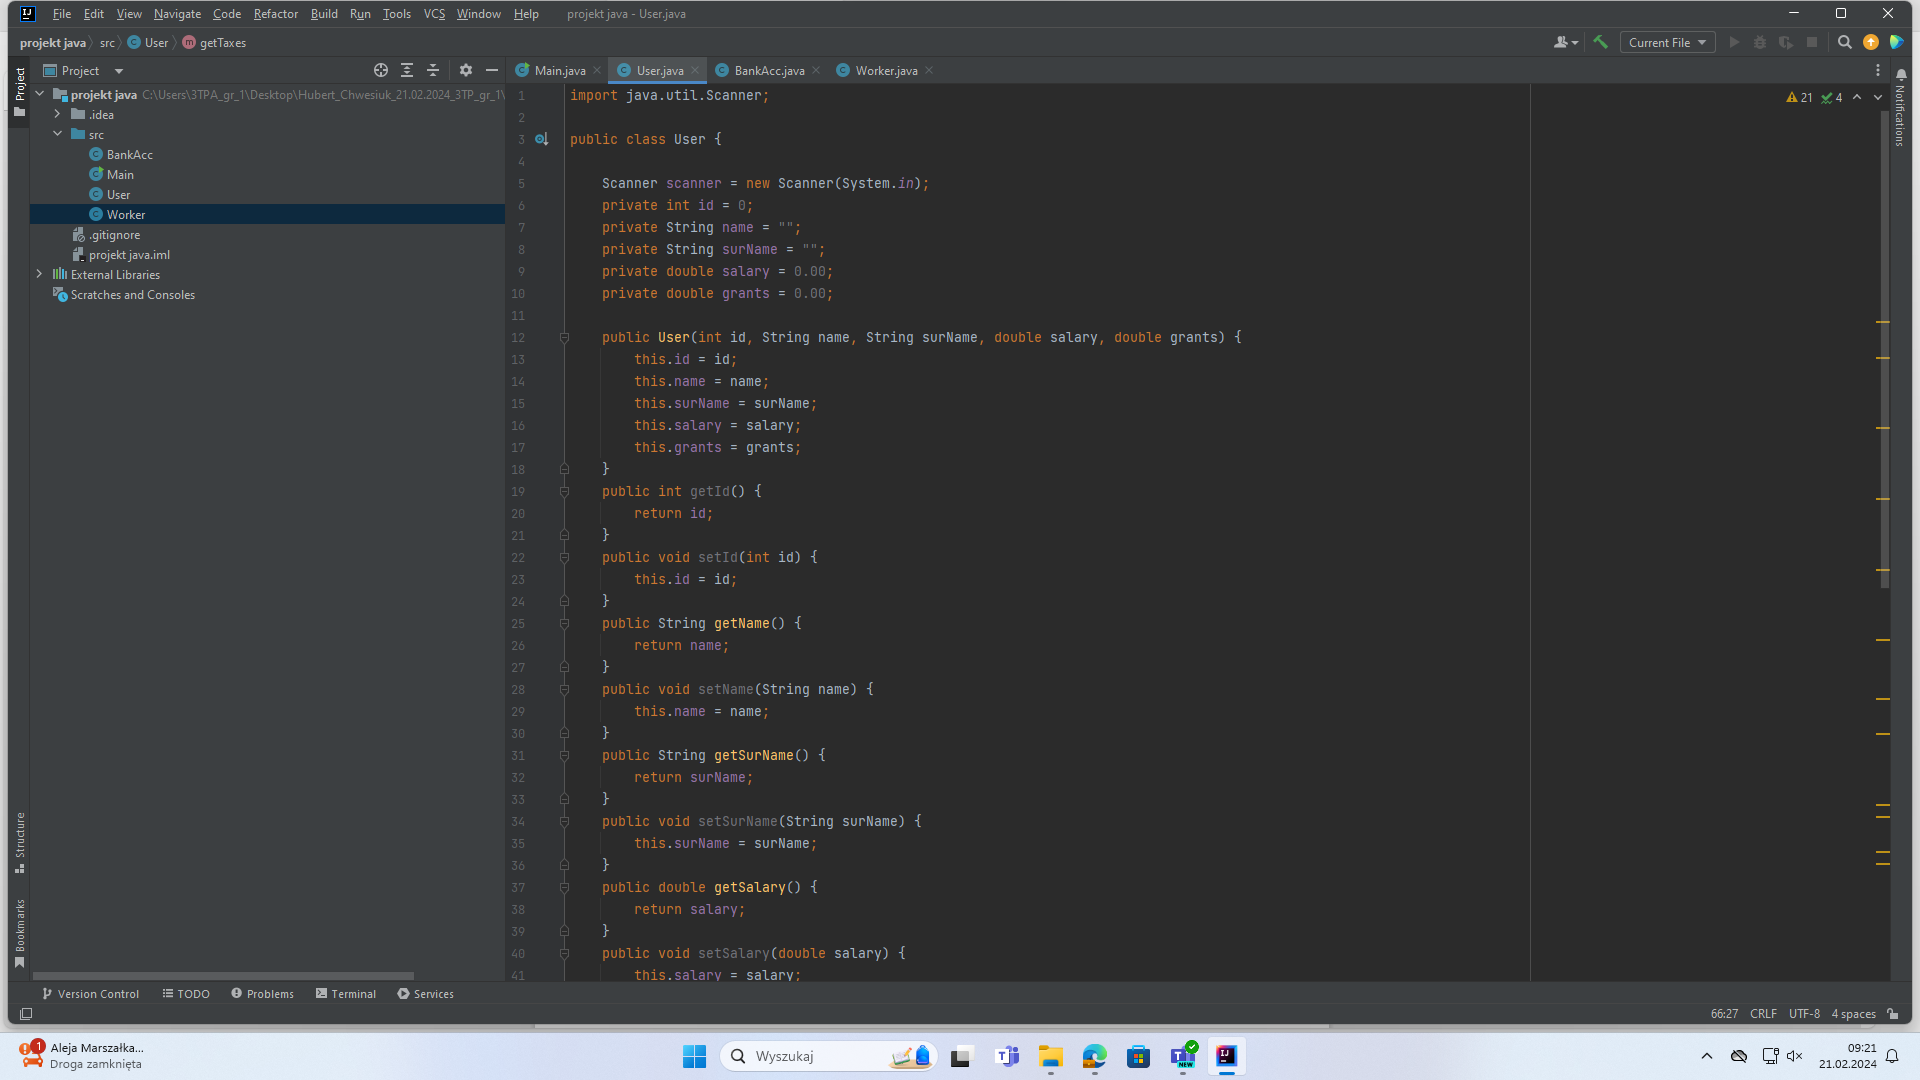 File Edit View Navigate Code Refactor Build Run Tools VCS Window Help projekt java - User.java
projekt java src User getTaxes Current File
Project Main.java User.java BankAcc.java Worker.java
Project
Notifications
projekt java C:\Users\3TPA_gr_1\Desktop\Hubert_Chwesiuk_21.02.2024_3TP_gr_1\
.idea
src
BankAcc
Main
User
Worker
.gitignore
projekt java.iml
External Libraries
Scratches and Consoles
21 4
1 import java.util.Scanner;
2
3 public class User {
4
5 Scanner scanner = new Scanner(System.in);
6 private int id = 0;
7 private String name = "";
8 private String surName = "";
9 private double salary = 0.00;
10 private double grants = 0.00;
11
12 public User(int id, String name, String surName, double salary, double grants) {
13 this.id = id;
14 this.name = name;
15 this.surName = surName;
16 this.salary = salary;
17 this.grants = grants;
18 }
19 public int getId() {
20 return id;
21 }
22 public void setId(int id) {
23 this.id = id;
24 }
25 public String getName() {
26 return name;
27 }
28 public void setName(String name) {
29 this.name = name;
30 }
31 public String getSurName() {
32 return surName;
33 }
34 public void setSurName(String surName) {
35 this.surName = surName;
36 }
37 public double getSalary() {
38 return salary;
39 }
40 public void setSalary(double salary) {
41 this.salary = salary;
Structure
Bookmarks
Version Control TODO Problems Terminal Services
66:27 CRLF UTF-8 4 spaces
1 Aleja Marszałka...
Droga zamknięta
Wyszukaj
NEW
09:21
21.02.2024